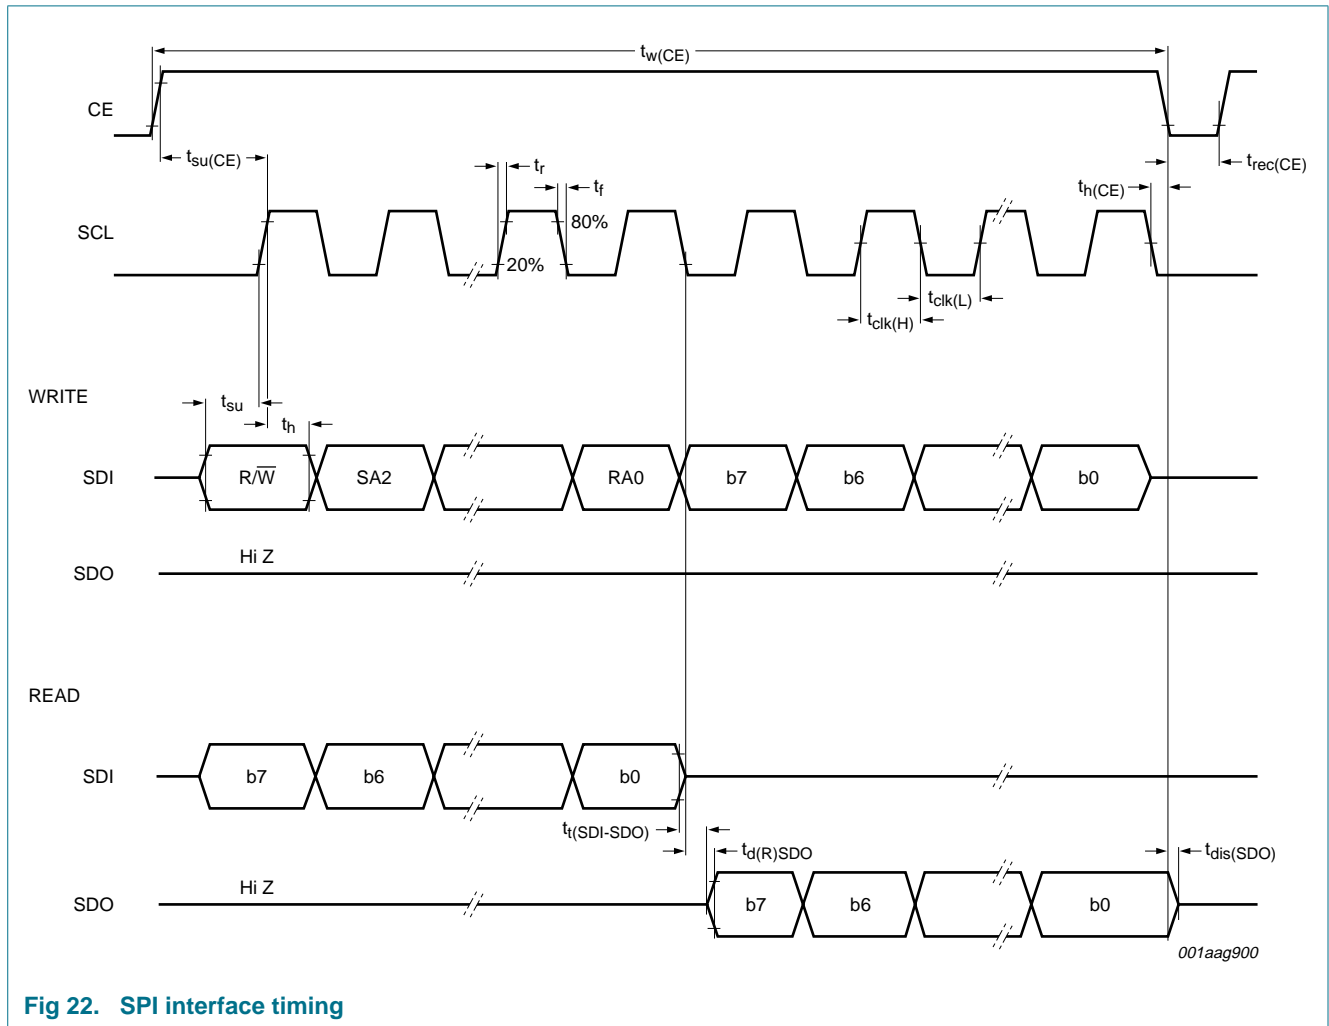 tw(CE)
CE
tsu(CE)
tr
tf
trec(CE)
th(CE)
SCL
80%
20%
tclk(L)
tclk(H)
WRITE
tsu
th
SDI
R/W̅
SA2
RA0
b7
b6
b0
Hi Z
SDO
READ
SDI
b7
b6
b0
tt(SDI-SDO)
td(R)SDO
tdis(SDO)
Hi Z
SDO
b7
b6
b0
001aag900
Fig 22. SPI interface timing